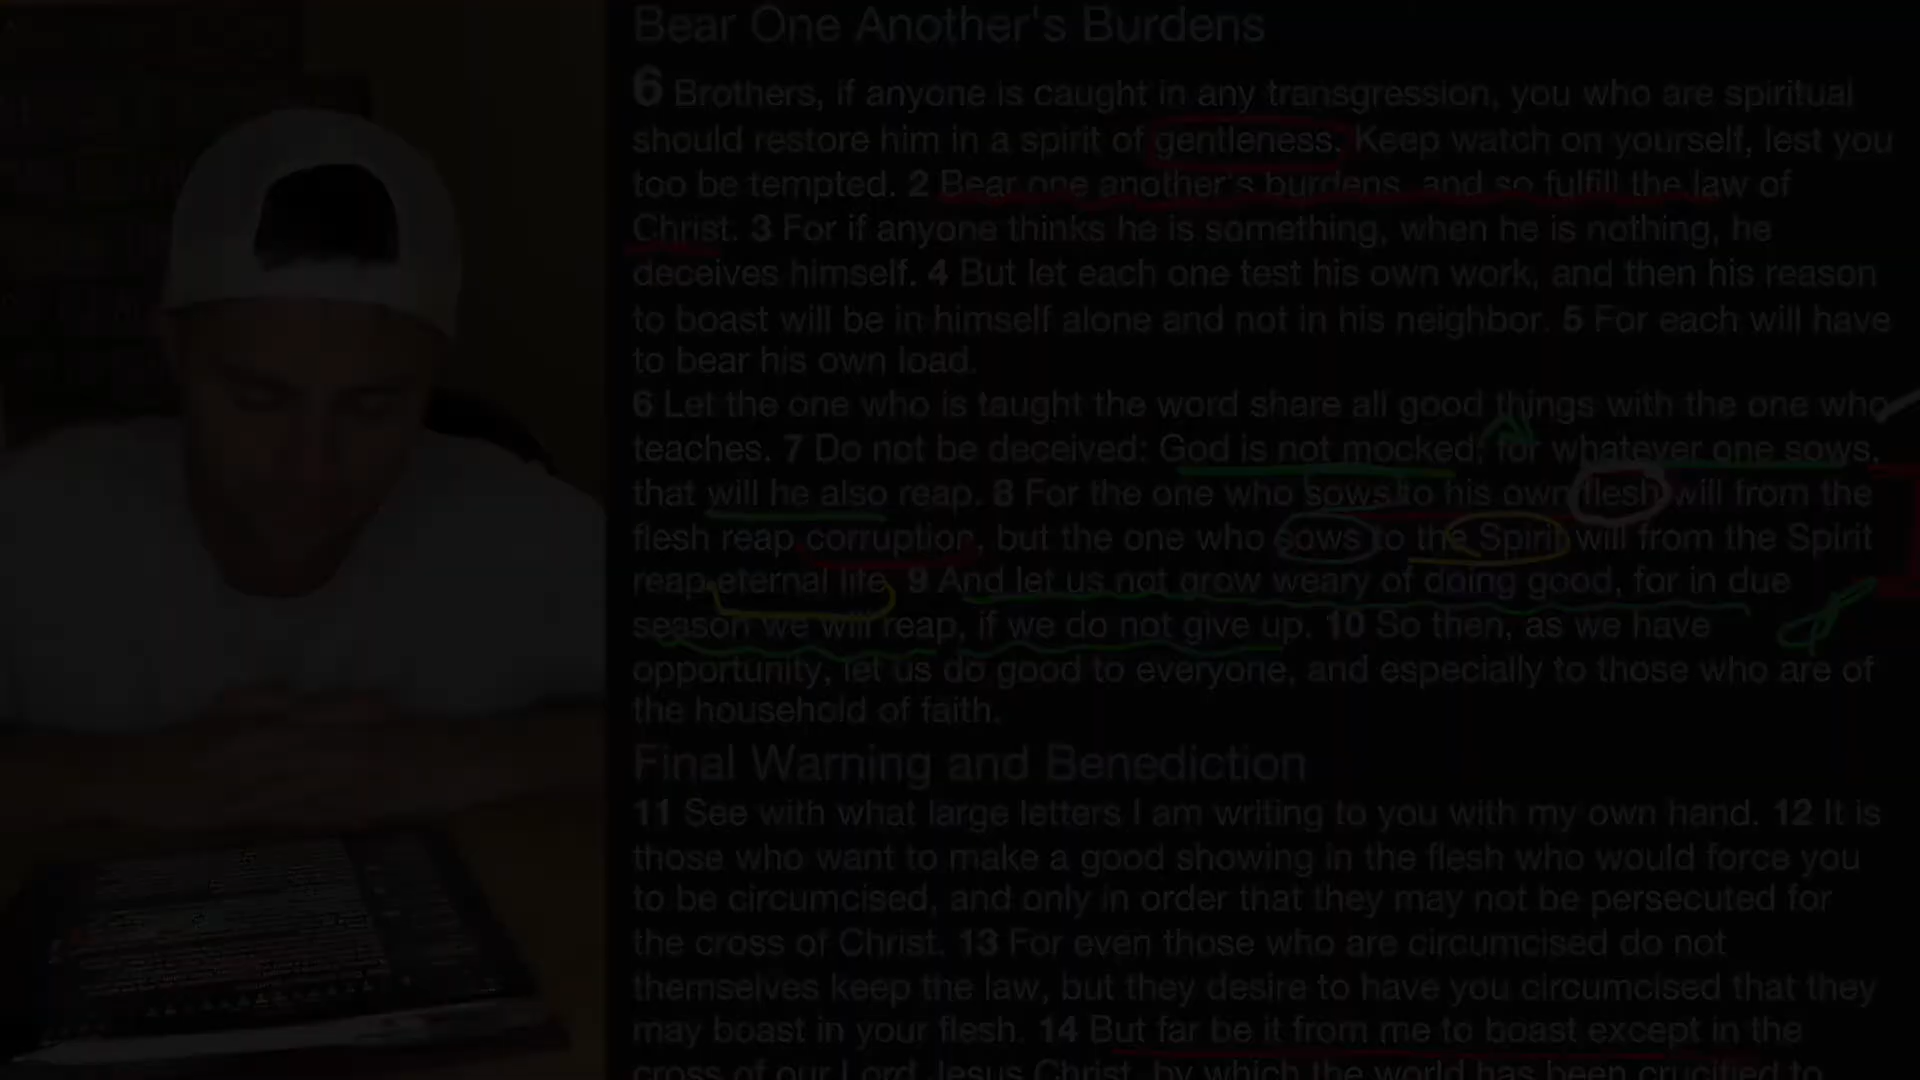 Bear One Another's Burdens
6 Brothers, if anyone is caught in any transgression, you who are spiritual
should restore him in a spirit of gentleness. Keep watch on yourself, lest you
too be tempted. 2 Bear one another's burdens, and so fulfill the law of
Christ. 3 For if anyone thinks he is something, when he is nothing, he
deceives himself. 4 But let each one test his own work, and then his reason
to boast will be in himself alone and not in his neighbor. 5 For each will have
to bear his own load.
6 Let the one who is taught the word share all good things with the one who
teaches. 7 Do not be deceived: God is not mocked, for whatever one sows,
that will he also reap. 8 For the one who sows to his own flesh will from the
flesh reap corruption, but the one who sows to the Spirit will from the Spirit
reap eternal life. 9 And let us not grow weary of doing good, for in due
season we will reap, if we do not give up. 10 So then, as we have
opportunity, let us do good to everyone, and especially to those who are of
the household of faith.
Final Warning and Benediction
11 See with what large letters I am writing to you with my own hand. 12 It is
those who want to make a good showing in the flesh who would force you
to be circumcised, and only in order that they may not be persecuted for
the cross of Christ. 13 For even those who are circumcised do not
themselves keep the law, but they desire to have you circumcised that they
may boast in your flesh. 14 But far be it from me to boast except in the
cross of our Lord Jesus Christ, by which the world has been crucified to